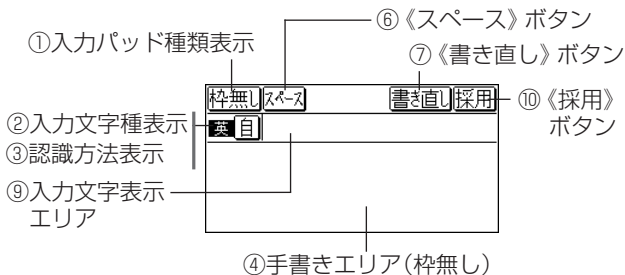 ⑥《スペース》ボタン
①入力パッド種類表示
⑦《書き直し》ボタン
枠無し スペース 書き直し 採用
⑩《採用》
ボタン
②入力文字種表示
英 自
③認識方法表示
⑨入力文字表示
エリア
④手書きエリア(枠無し)